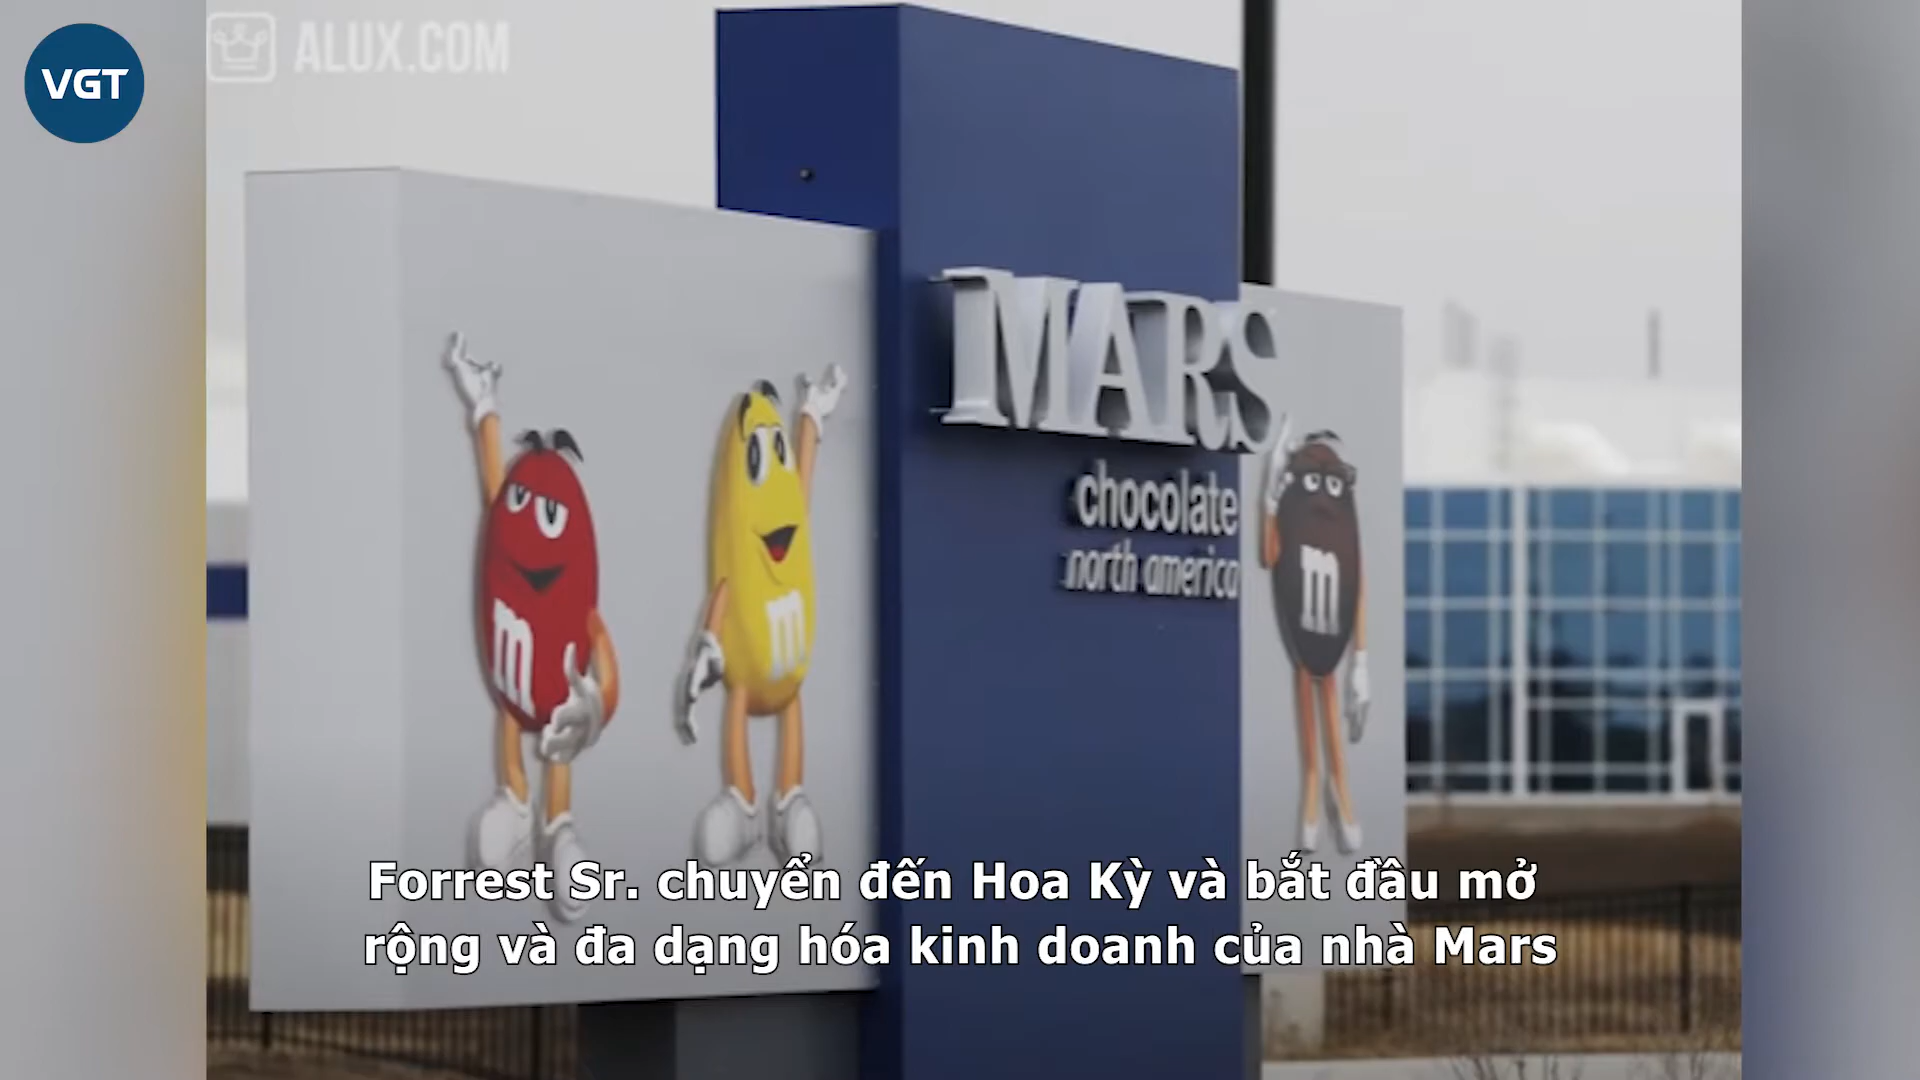 ALUX.COM
VGT
MARS
chocolate
north america
m
m
m
Forrest Sr. chuyển đến Hoa Kỳ và bắt đầu mở
rộng và đa dạng hóa kinh doanh của nhà Mars